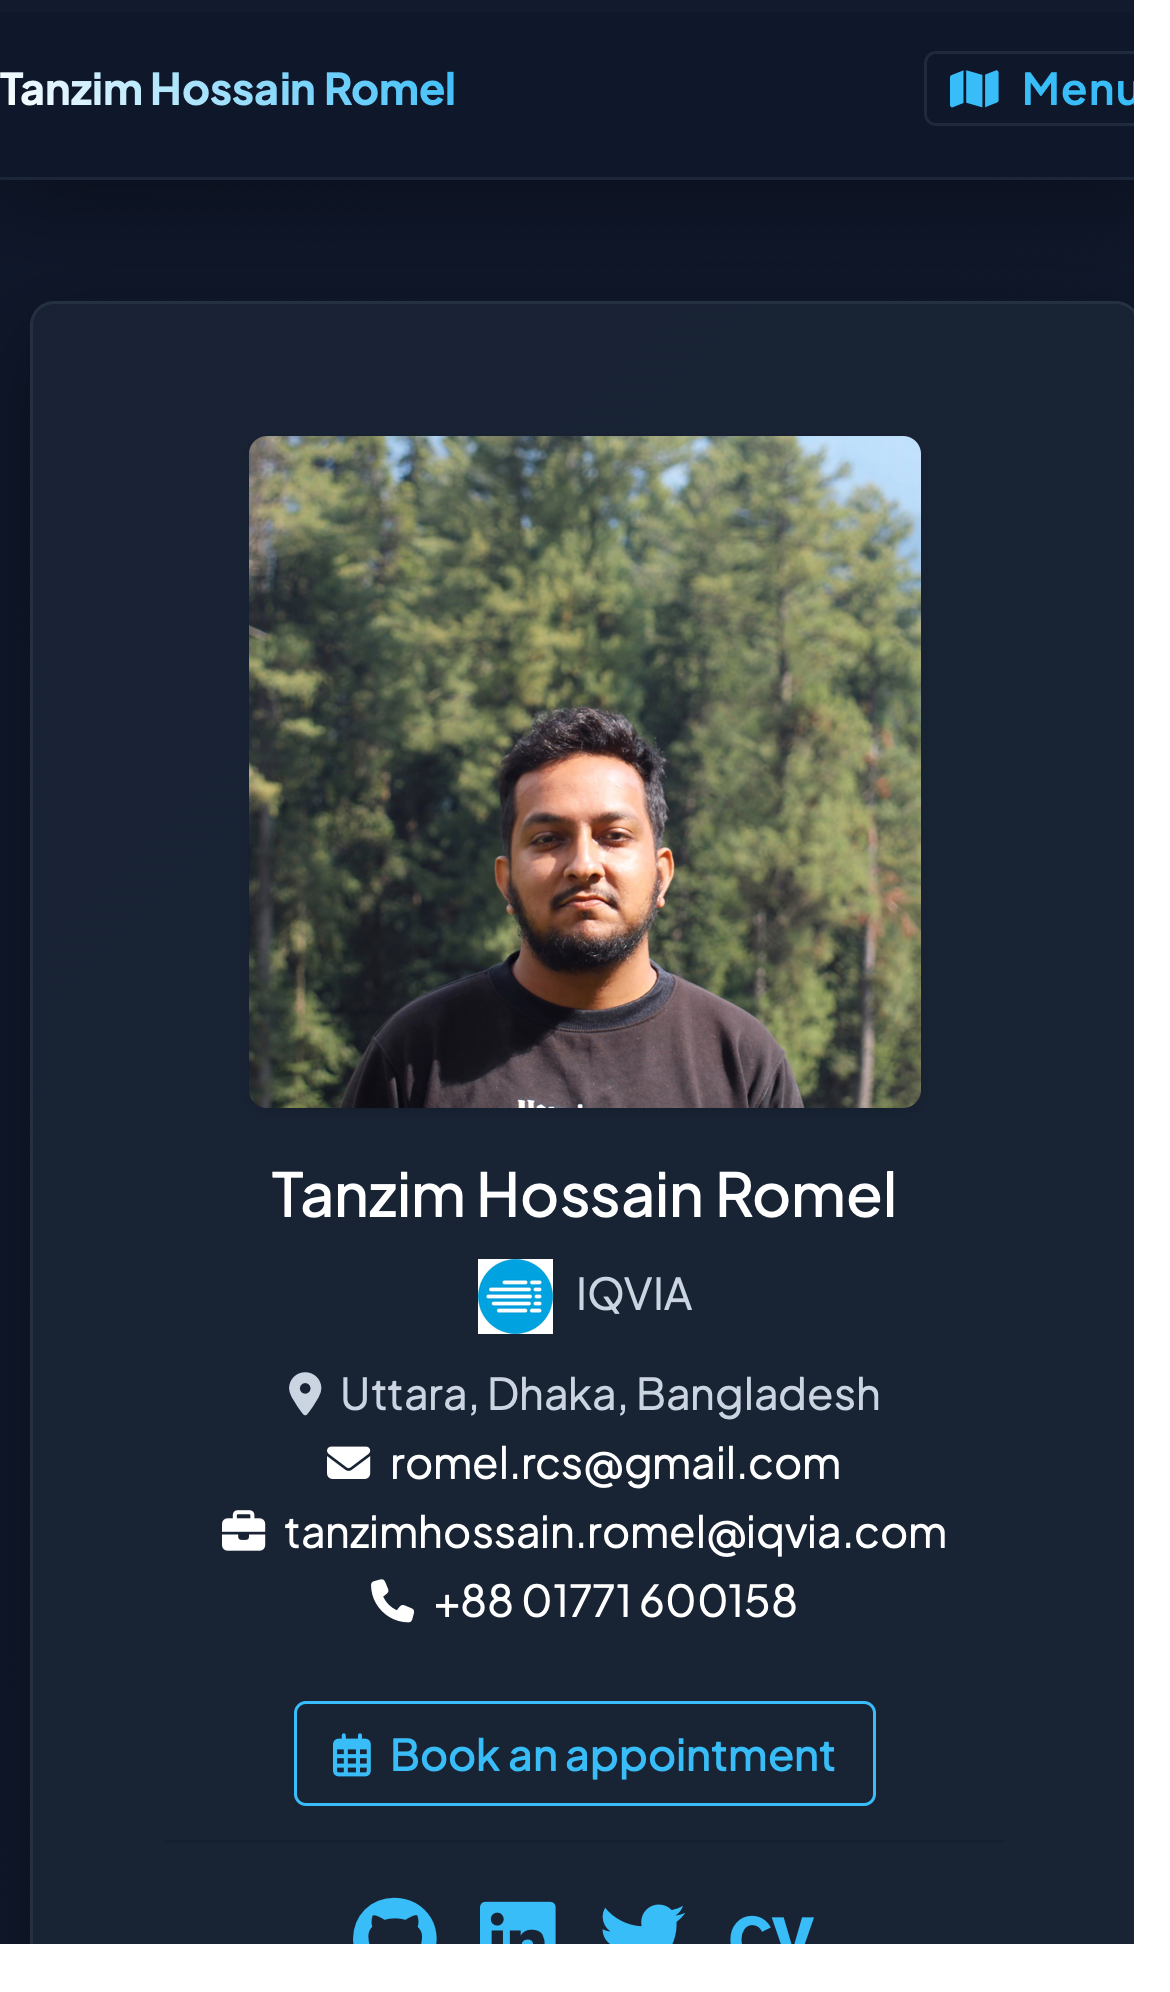 Tanzim Hossain Romel
Menu
Tanzim Hossain Romel
IQVIA
Uttara, Dhaka, Bangladesh
romel.rcs@gmail.com
tanzimhossain.romel@iqvia.com
+88 01771 600158
Book an appointment
in
CV